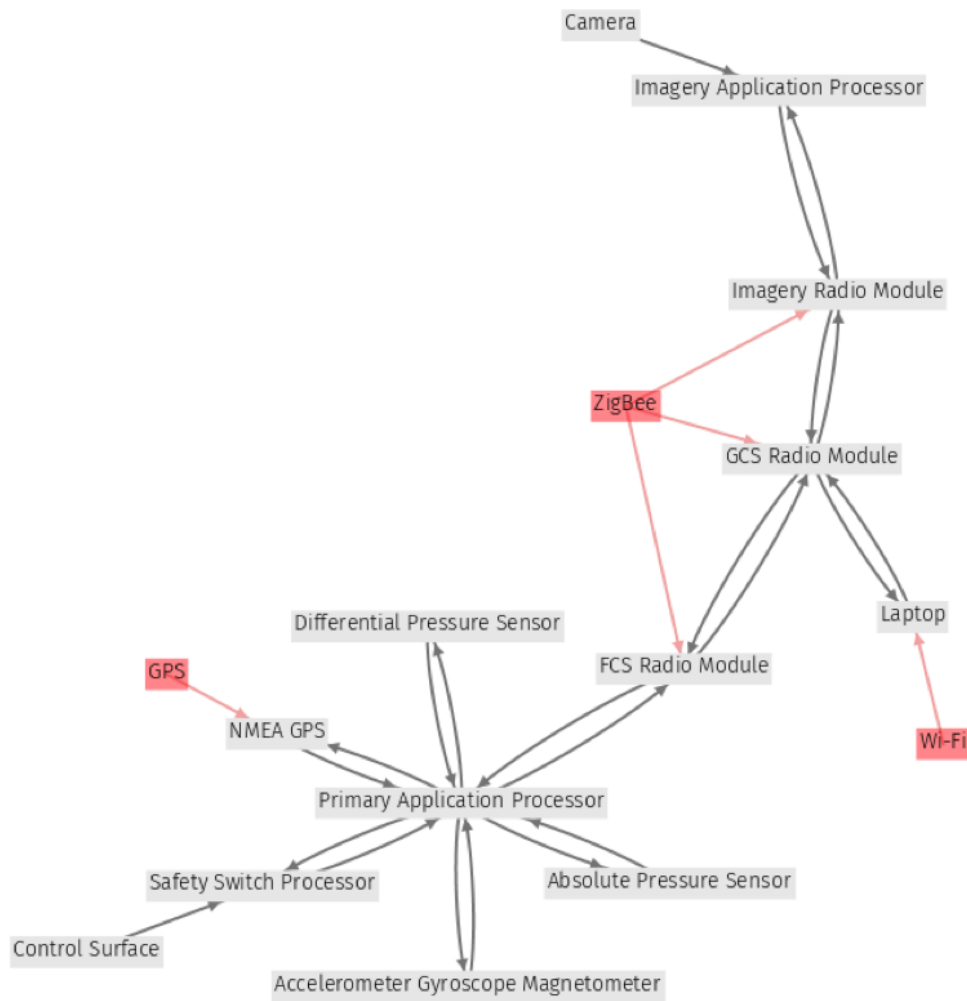 Camera
Imagery Application Processor
Imagery Radio Module
ZigBee
GCS Radio Module
Laptop
Differential Pressure Sensor
FCS Radio Module
GPS
NMEA GPS
Wi-Fi
Primary Application Processor
Safety Switch Processor
Absolute Pressure Sensor
Control Surface
Accelerometer Gyroscope Magnetometer